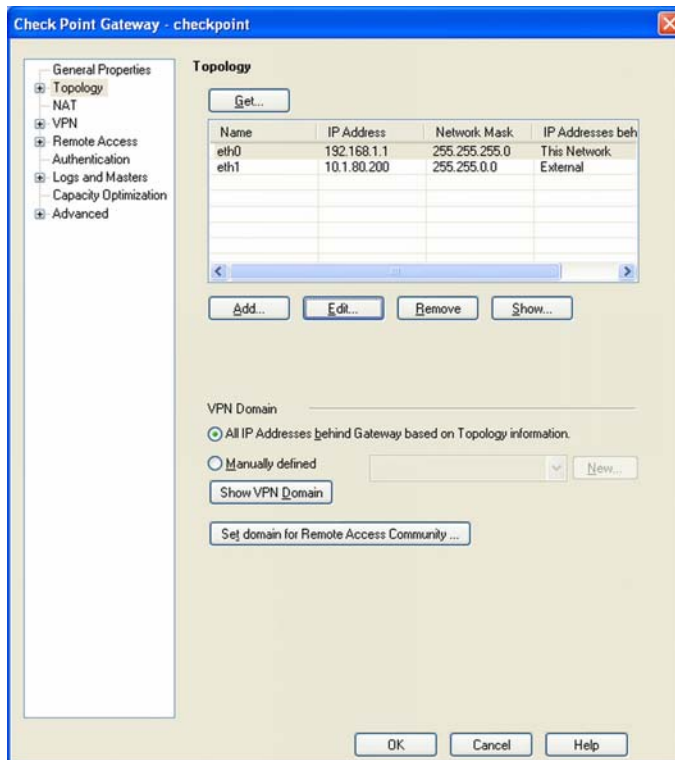 Check Point Gateway - checkpoint
General Properties
Topology
NAT
VPN
Remote Access
Authentication
Logs and Masters
Capacity Optimization
Advanced
Topology
Get...
Name IP Address Network Mask IP Addresses beh
eth0 192.168.1.1 255.255.255.0 This Network
eth1 10.1.80.200 255.255.0.0 External
Add... Edit... Remove Show...
VPN Domain
All IP Addresses behind Gateway based on Topology information.
Manually defined New...
Show VPN Domain
Set domain for Remote Access Community ...
OK Cancel Help